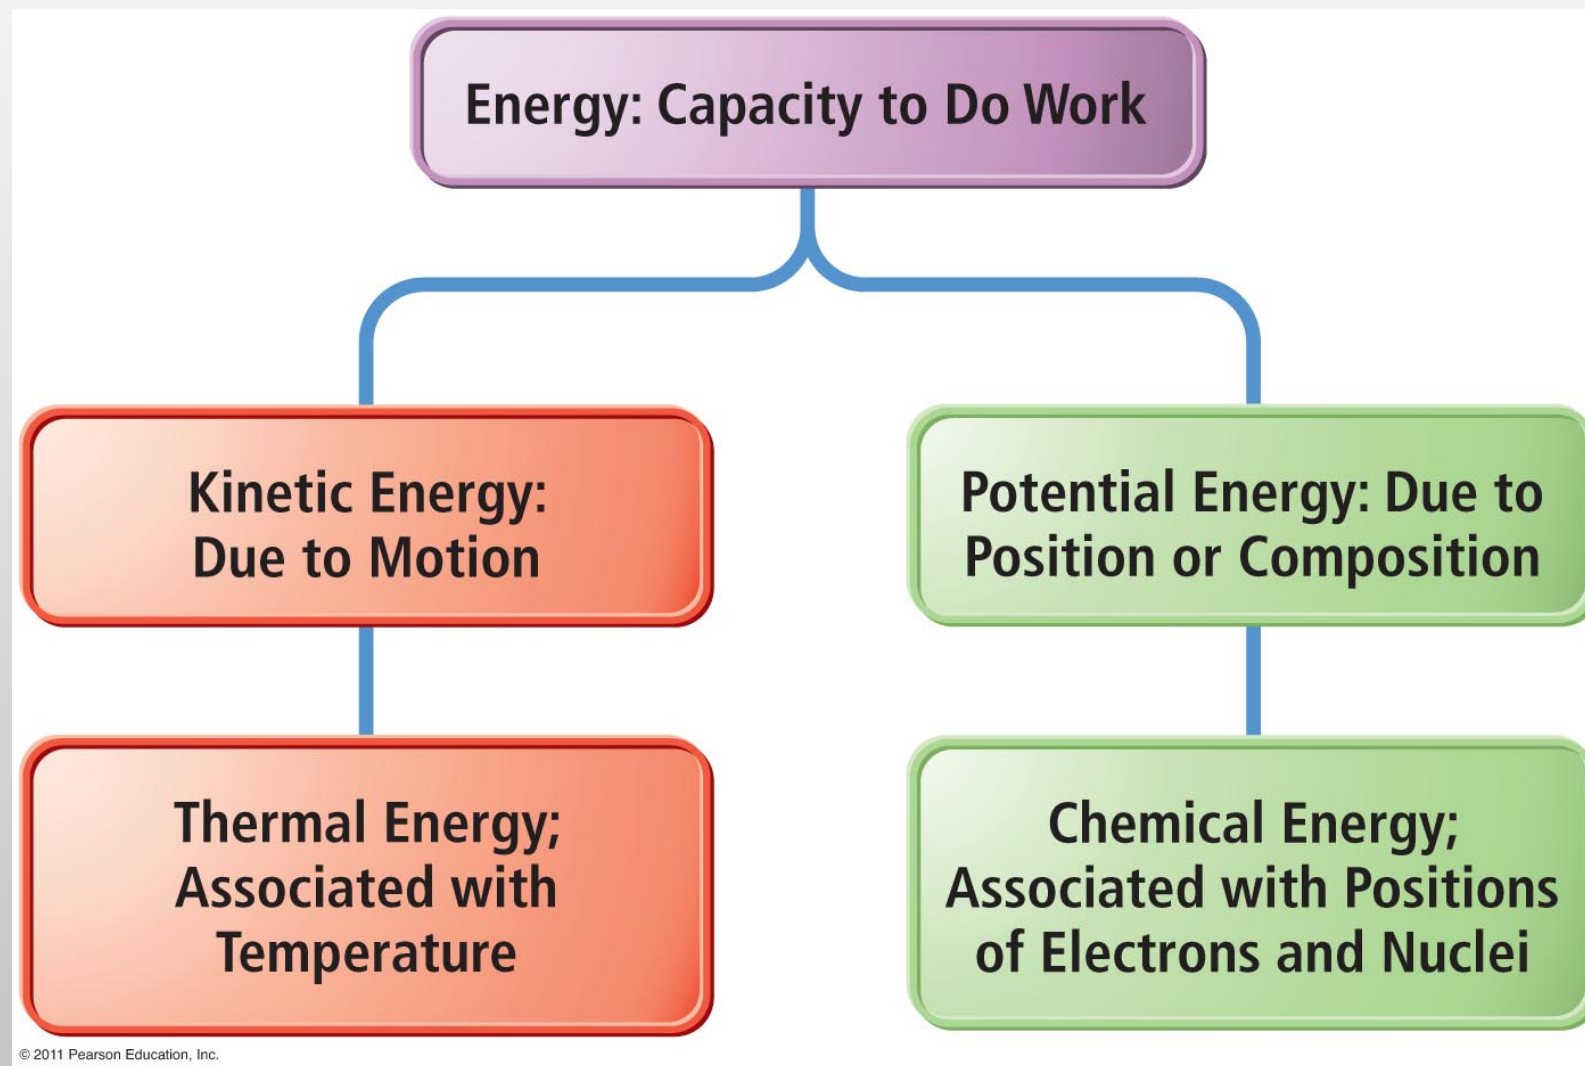 Energy: Capacity to Do Work
Kinetic Energy:
Due to Motion
Potential Energy: Due to
Position or Composition
Thermal Energy;
Associated with
Temperature
Chemical Energy;
Associated with Positions
of Electrons and Nuclei
© 2011 Pearson Education, Inc.